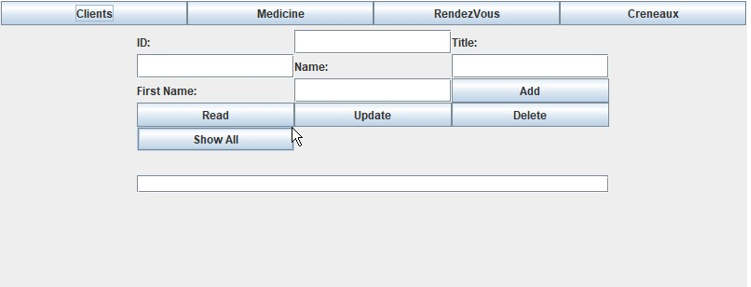 Clients Medicine RendezVous Creneaux
ID: Title:
Name:
First Name: Add
Read Update Delete
Show All